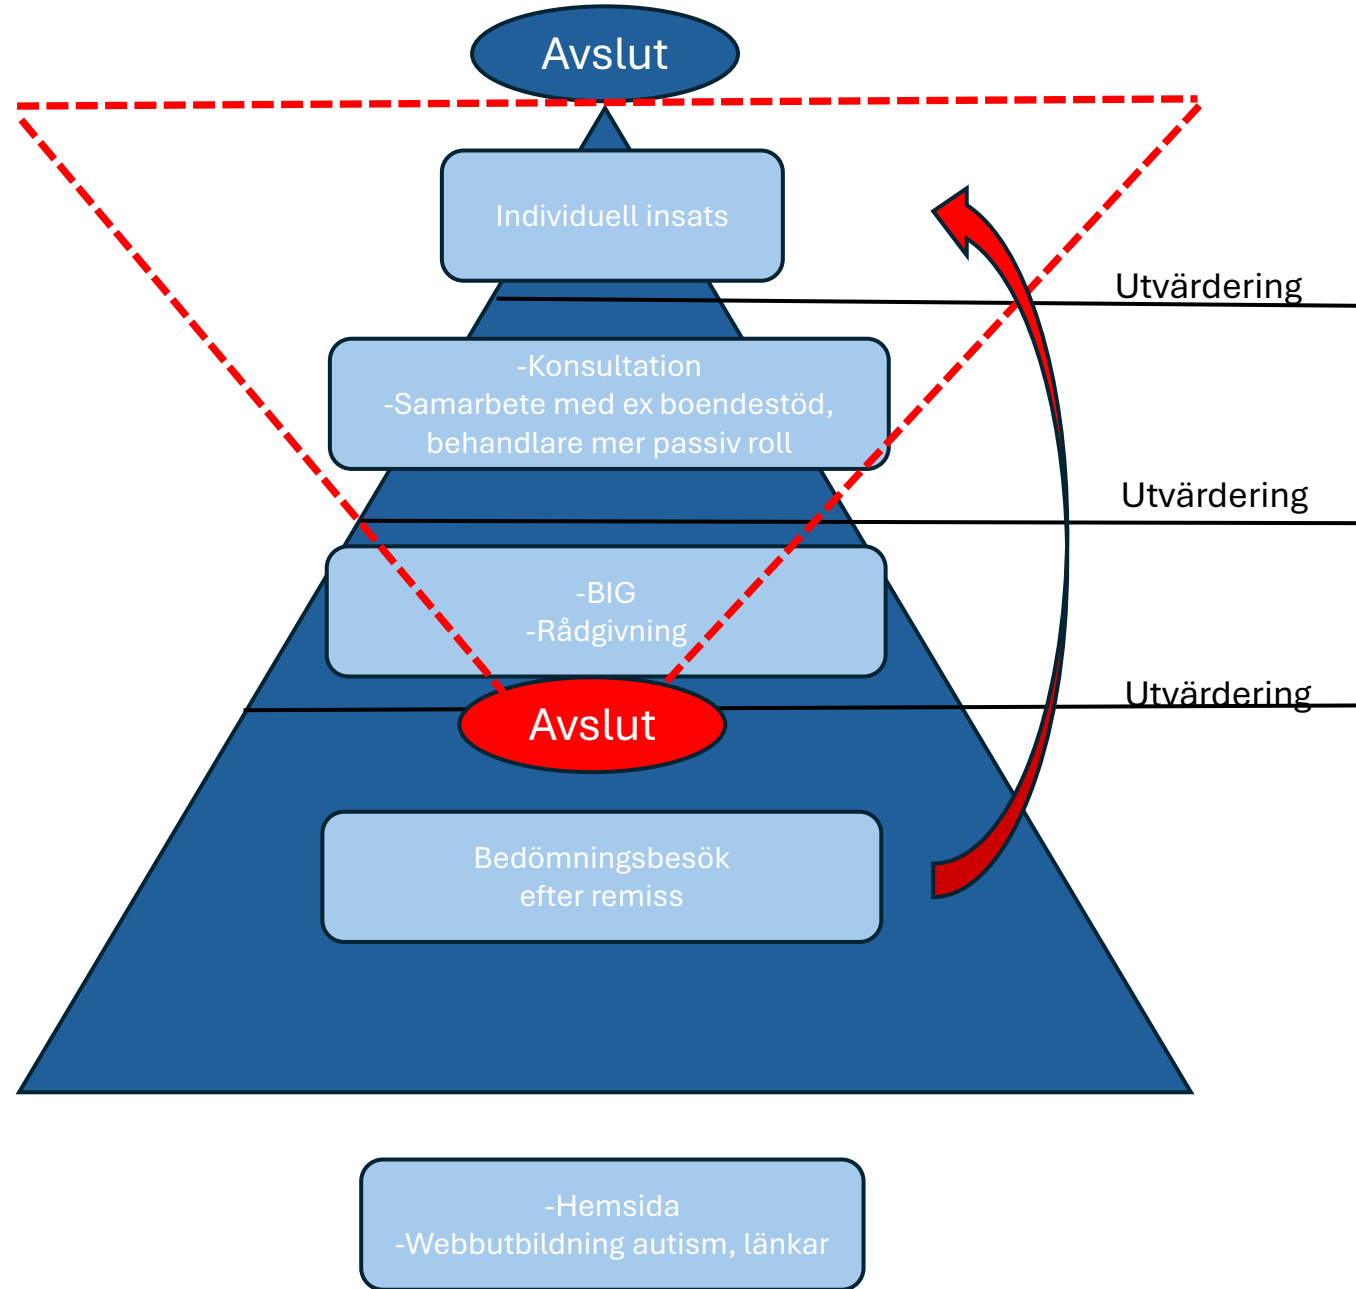 Avslut
Individuell insats
Utvärdering
-Konsultation
-Samarbete med ex boendestöd,
behandlare mer passiv roll
Utvärdering
-BIG
-Rådgivning
Utvärdering
Avslut
Bedömningsbesök
efter remiss
-Hemsida
-Webbutbildning autism, länkar